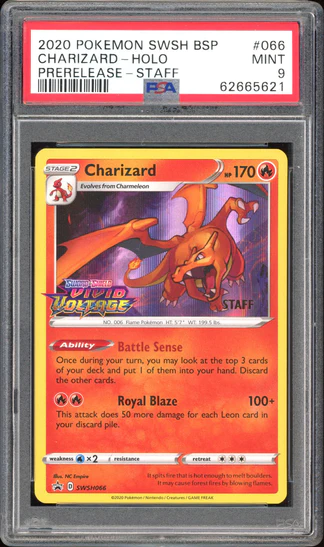 2020 POKEMON SWSH BSP #066
CHARIZARD-HOLO MINT
PRERELEASE-STAFF PSA 9
62665621
STAGE 2 Charizard HP 170
Evolves from Charmeleon
Sword & Shield
VIVID
VOLTAGE
STAFF
NO. 006 Flame Pokémon HT: 5'7" WT: 199.5 lbs.
Ability Battle Sense
Once during your turn, you may look at the top 3 cards
of your deck and put 1 of them into your hand. Discard
the other cards.
Royal Blaze 100+
This attack does 50 more damage for each Leon card in
your discard pile.
weakness ×2 resistance retreat
Illus. NC Empire
D SWSH066
It spits fire that is hot enough to melt boulders.
It may cause forest fires by blowing flames.
©2020 Pokémon / Nintendo / Creatures / GAME FREAK